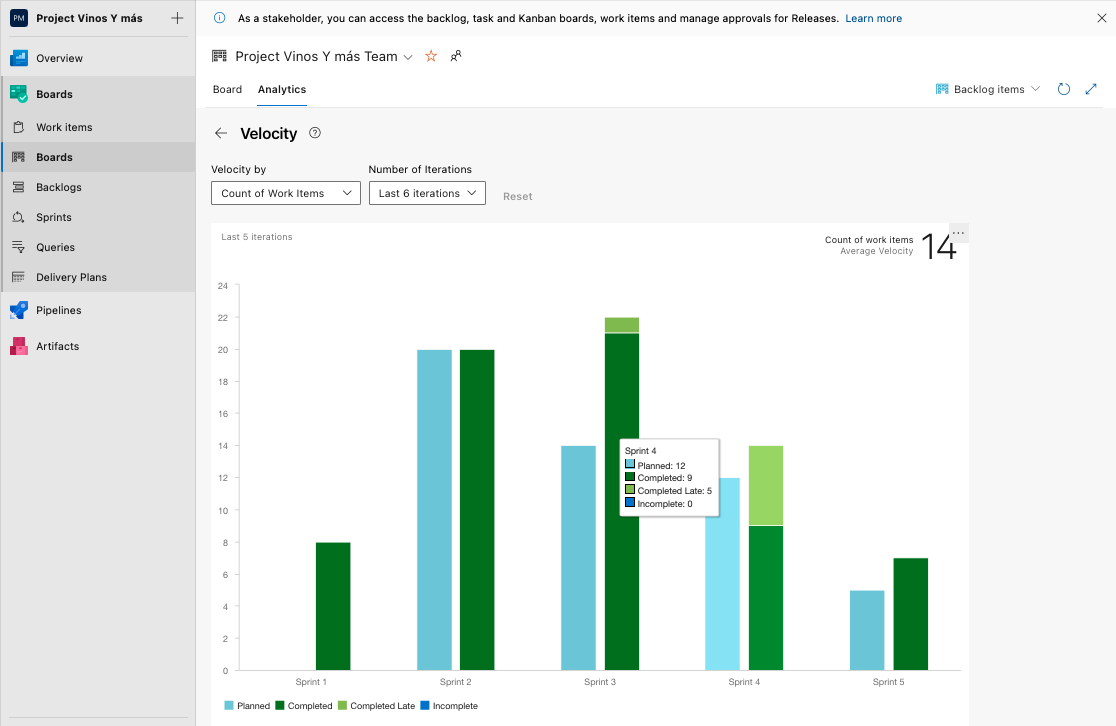 PM Project Vinos Y más
As a stakeholder, you can access the backlog, task and Kanban boards, work items and manage approvals for Releases. Learn more
Overview
Boards
Work items
Boards
Backlogs
Sprints
Queries
Delivery Plans
Pipelines
Artifacts
Project Vinos Y más Team
Board Analytics
Backlog items
Velocity
Velocity by Number of Iterations
Count of Work Items Last 6 iterations Reset
Last 5 iterations
Count of work items
Average Velocity
14
24
22
20
18
16
14
12
10
8
6
4
2
0
Sprint 4
Planned: 12
Completed: 9
Completed Late: 5
Incomplete: 0
Sprint 1 Sprint 2 Sprint 3 Sprint 4 Sprint 5
Planned Completed Completed Late Incomplete